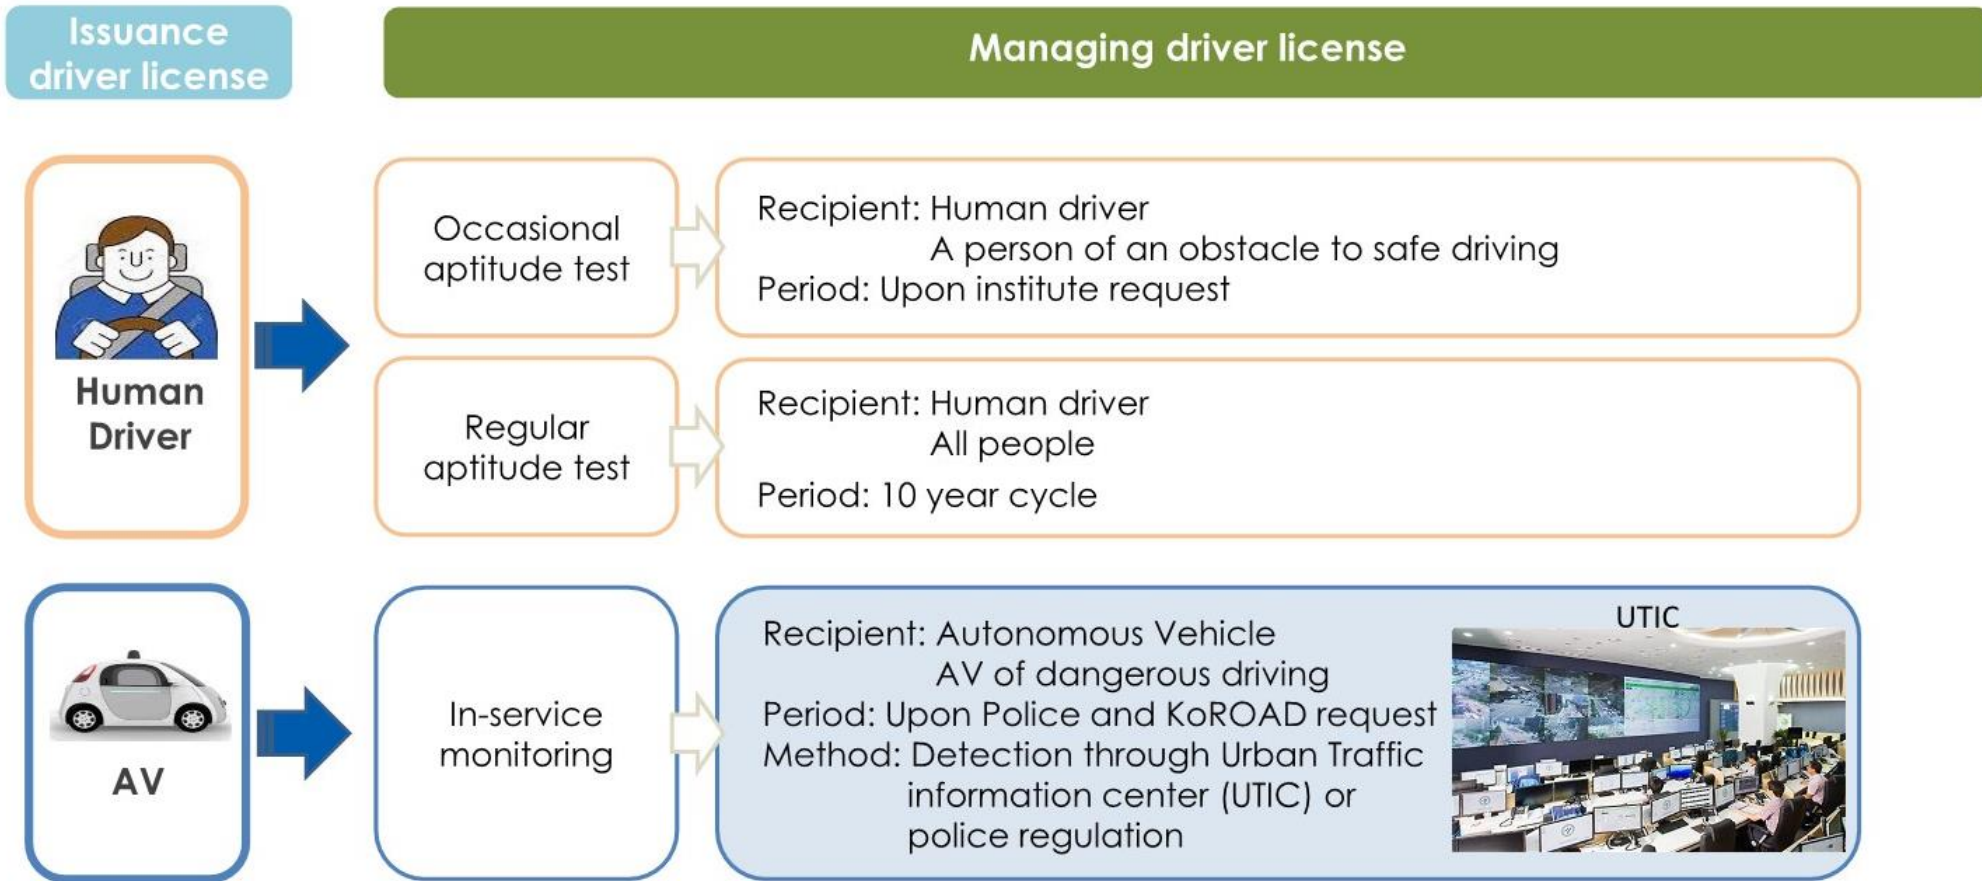 Issuance
driver license
Managing driver license
Human
Driver
Occasional
aptitude test
Recipient: Human driver
A person of an obstacle to safe driving
Period: Upon institute request
Regular
aptitude test
Recipient: Human driver
All people
Period: 10 year cycle
AV
In-service
monitoring
Recipient: Autonomous Vehicle
AV of dangerous driving
Period: Upon Police and KoROAD request
Method: Detection through Urban Traffic
information center (UTIC) or
police regulation
UTIC